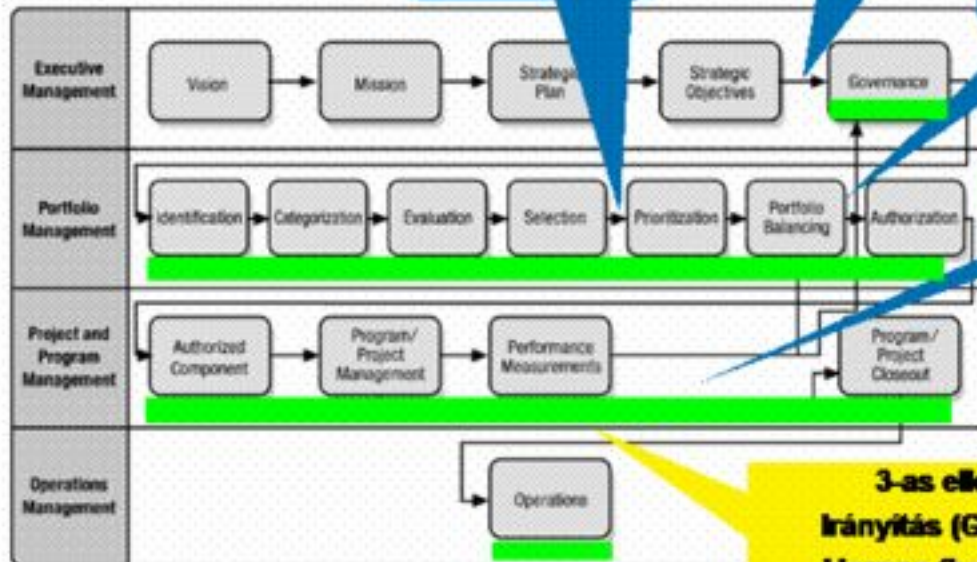 Executive
Management
Vision
Mission
Strategic
Plan
Strategic
Objectives
Governance
Portfolio
Management
Identification
Categorization
Evaluation
Selection
Prioritization
Portfolio
Balancing
Authorization
Project and
Program
Management
Authorized
Component
Program/
Project
Management
Performance
Measurements
Program/
Project
Closeout
Operations
Management
Operations
3-as
Irányítás (G